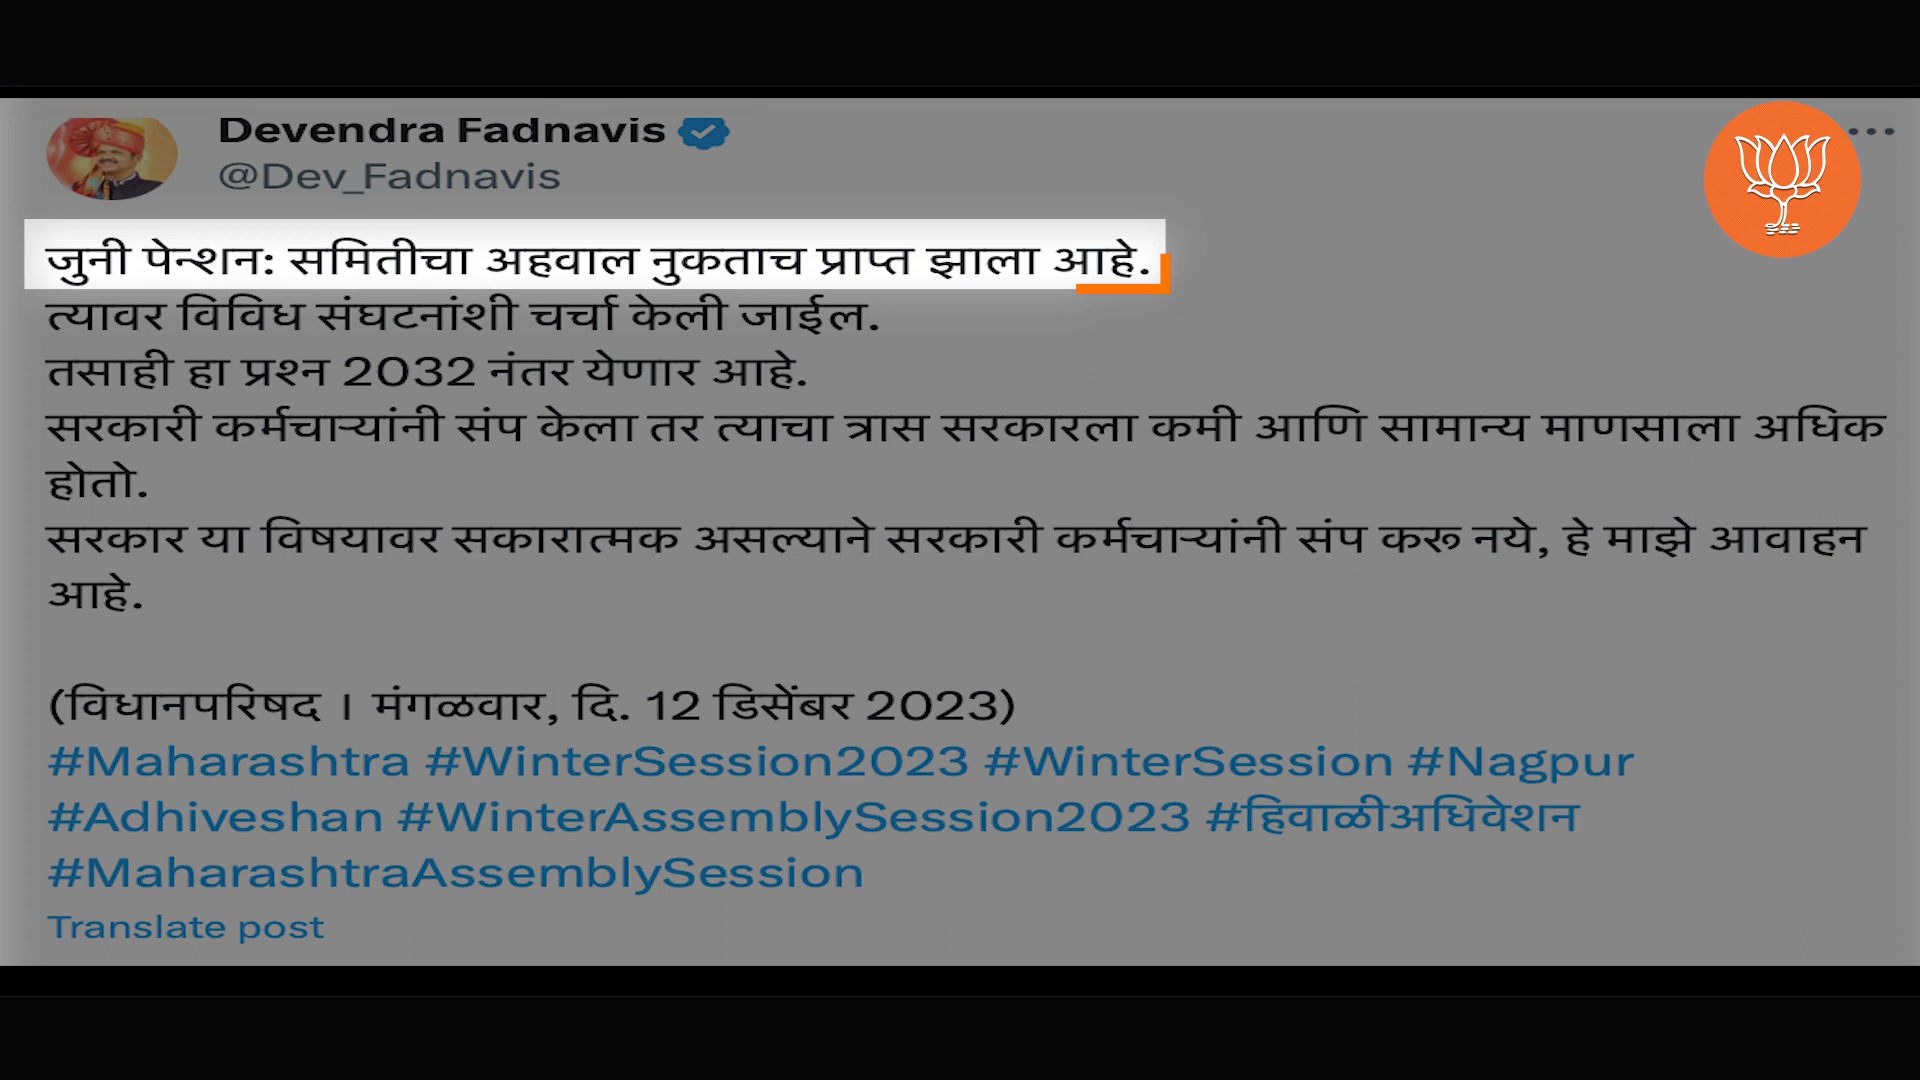 Devendra Fadnavis
@Dev_Fadnavis
जुनी पेन्शन: समितीचा अहवाल नुकताच प्राप्त झाला आहे.
त्यावर विविध संघटनांशी चर्चा केली जाईल.
तसाही हा प्रश्न 2032 नंतर येणार आहे.
सरकारी कर्मचाऱ्यांनी संप केला तर त्याचा त्रास सरकारला कमी आणि सामान्य माणसाला अधिक
होतो.
सरकार या विषयावर सकारात्मक असल्याने सरकारी कर्मचाऱ्यांनी संप करू नये, हे माझे आवाहन
आहे.
(विधानपरिषद । मंगळवार, दि. 12 डिसेंबर 2023)
#Maharashtra #WinterSession2023 #WinterSession #Nagpur
#Adhiveshan #WinterAssemblySession2023 #हिवाळीअधिवेशन
#MaharashtraAssemblySession
Translate post